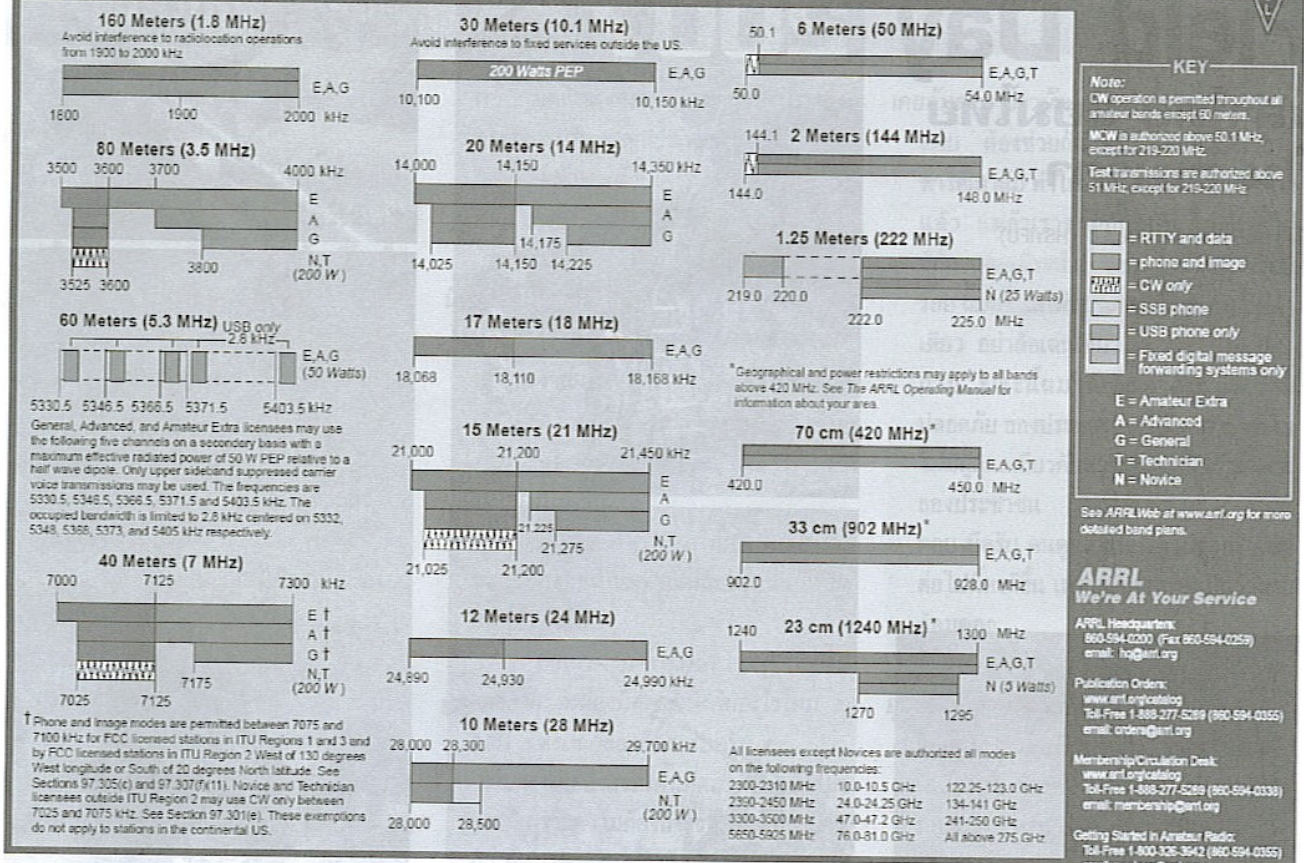 160 Meters (1.8 MHz)
Avoid interference to radiolocation operations
from 1900 to 2000 kHz
E,A,G
1800 1900 2000 kHz
80 Meters (3.5 MHz)
3500 3600 3700 4000 kHz
E
A
G
N,T
(200 W)
3800
3525 3600
60 Meters (5.3 MHz) USB only
2.8 kHz
E,A,G
(50 Watts)
5330.5 5346.5 5366.5 5371.5 5403.5 kHz
General, Advanced, and Amateur Extra licensees may use
the following five channels on a secondary basis with a
maximum effective radiated power of 50 W PEP relative to a
half wave dipole. Only upper sideband suppressed carrier
voice transmissions may be used. The frequencies are
5330.5, 5346.5, 5366.5, 5371.5 and 5403.5 kHz. The
occupied bandwidth is limited to 2.8 kHz centered on 5332,
5348, 5368, 5373, and 5405 kHz respectively.
40 Meters (7 MHz)
7000 7125 7300 kHz
E †
A †
G †
N,T
(200 W)
7175
7025 7125
† Phone and Image modes are permitted between 7075 and
7100 kHz for FCC licensed stations in ITU Regions 1 and 3 and
by FCC licensed stations in ITU Region 2 West of 130 degrees
West longitude or South of 20 degrees North latitude. See
Sections 97.305(c) and 97.307(f)(11). Novice and Technician
licensees outside ITU Region 2 may use CW only between
7025 and 7075 kHz. See Section 97.301(e). These exemptions
do not apply to stations in the continental US.
30 Meters (10.1 MHz)
Avoid interference to fixed services outside the US.
200 Watts PEP
E,A,G
10,100 10,150 kHz
20 Meters (14 MHz)
14,000 14,150 14,350 kHz
E
A
G
14,175
14,025 14,150 14,225
17 Meters (18 MHz)
E,A,G
18,068 18,110 18,168 kHz
15 Meters (21 MHz)
21,000 21,200 21,450 kHz
E
A
G
N,T
(200 W)
21,225
21,275
21,025 21,200
12 Meters (24 MHz)
E,A,G
24,890 24,930 24,990 kHz
10 Meters (28 MHz)
28,000 28,300 29,700 kHz
E,A,G
N,T
(200 W)
28,000 28,500
6 Meters (50 MHz)
50.1
E,A,G,T
50.0 54.0 MHz
2 Meters (144 MHz)
144.1
E,A,G,T
144.0 148.0 MHz
1.25 Meters (222 MHz)
E,A,G,T
N (25 Watts)
219.0 220.0
222.0 225.0 MHz
*Geographical and power restrictions may apply to all bands
above 420 MHz. See The ARRL Operating Manual for
information about your area.
70 cm (420 MHz)*
E,A,G,T
420.0 450.0 MHz
33 cm (902 MHz)*
E,A,G,T
902.0 928.0 MHz
23 cm (1240 MHz)*
1240 1300 MHz
E,A,G,T
N (5 Watts)
1270 1295
All licensees except Novices are authorized all modes
on the following frequencies:
2300-2310 MHz 10.0-10.5 GHz 122.25-123.0 GHz
2390-2450 MHz 24.0-24.25 GHz 134-141 GHz
3300-3500 MHz 47.0-47.2 GHz 241-250 GHz
5650-5925 MHz 76.0-81.0 GHz All above 275 GHz
L
KEY
Note:
CW operation is permitted throughout all
amateur bands except 60 meters.
MCW is authorized above 50.1 MHz,
except for 219-220 MHz.
Test transmissions are authorized above
51 MHz, except for 219-220 MHz
= RTTY and data
= phone and image
= CW only
= SSB phone
= USB phone only
= Fixed digital message
forwarding systems only
E = Amateur Extra
A = Advanced
G = General
T = Technician
N = Novice
See ARRLWeb at www.arrl.org for more
detailed band plans.
ARRL
We're At Your Service
ARRL Headquarters:
860-594-0200 (Fax 860-594-0259)
email: hq@arrl.org
Publication Orders:
www.arrl.org/catalog
Toll-Free 1-888-277-5289 (860-594-0355)
email: orders@arrl.org
Membership/Circulation Desk:
www.arrl.org/catalog
Toll-Free 1-888-277-5289 (860-594-0338)
email: membership@arrl.org
Getting Started in Amateur Radio:
Toll-Free 1-800-326-3942 (860-594-0355)